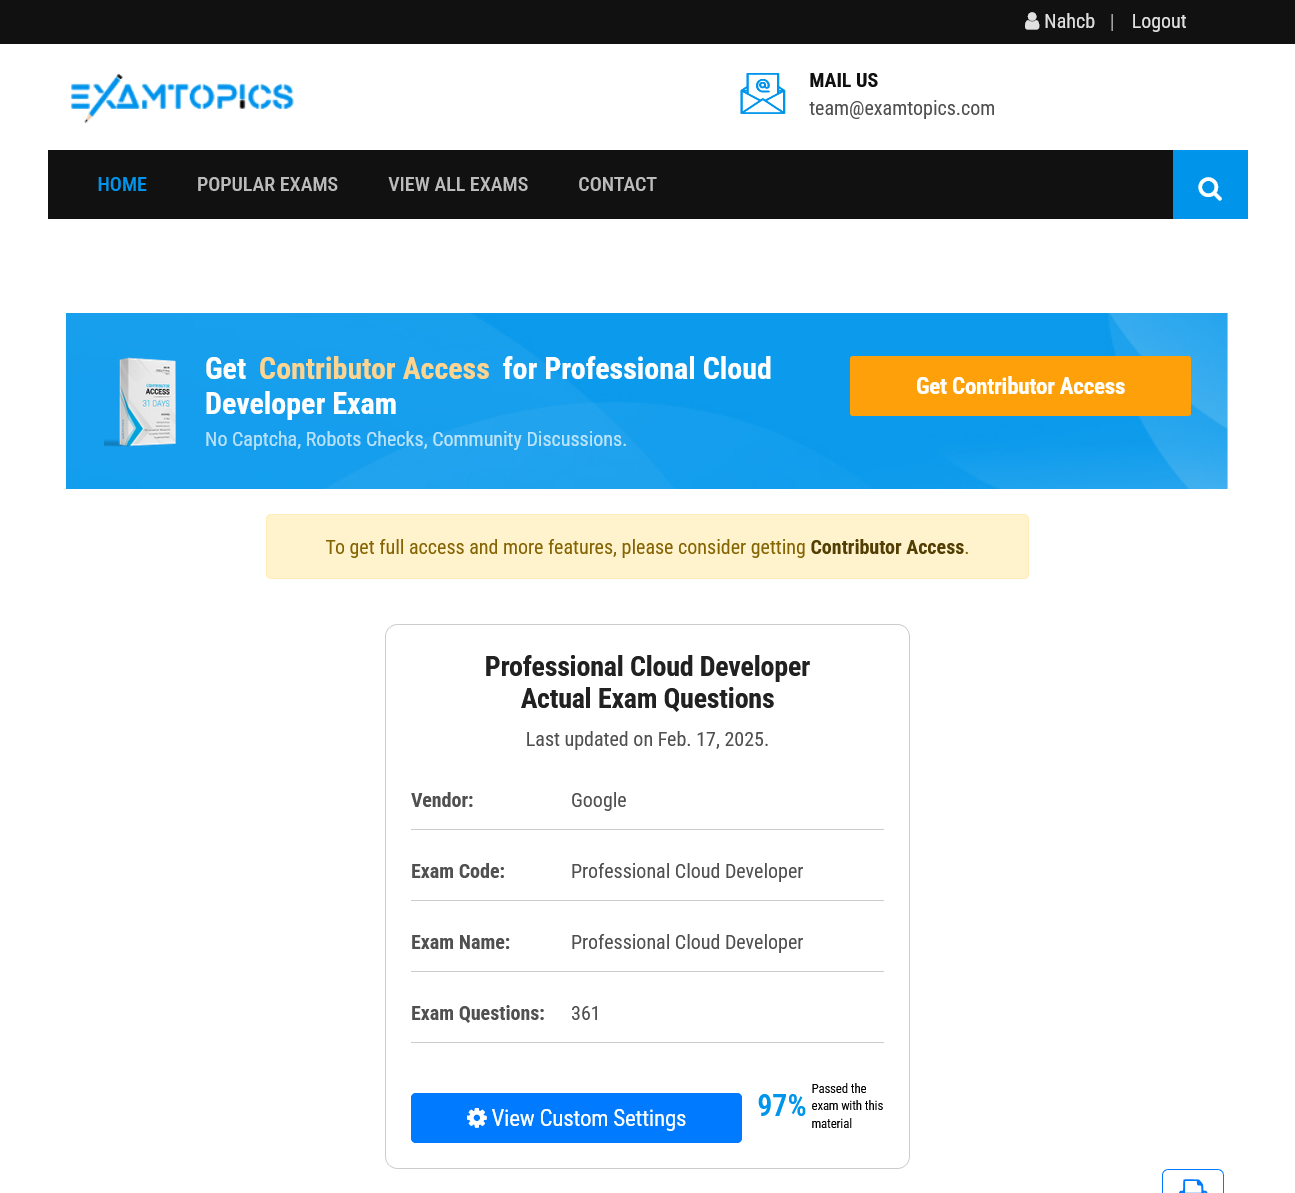 Nahcb | Logout
EXAMTOPICS
MAIL US
team@examtopics.com
HOME POPULAR EXAMS VIEW ALL EXAMS CONTACT
Get Contributor Access for Professional Cloud
Developer Exam
No Captcha, Robots Checks, Community Discussions.
ACCESS
31 DAYS
Get Contributor Access
To get full access and more features, please consider getting Contributor Access.
Professional Cloud Developer
Actual Exam Questions
Last updated on Feb. 17, 2025.
Vendor: Google
Exam Code: Professional Cloud Developer
Exam Name: Professional Cloud Developer
Exam Questions: 361
View Custom Settings
97%
Passed the
exam with this
material